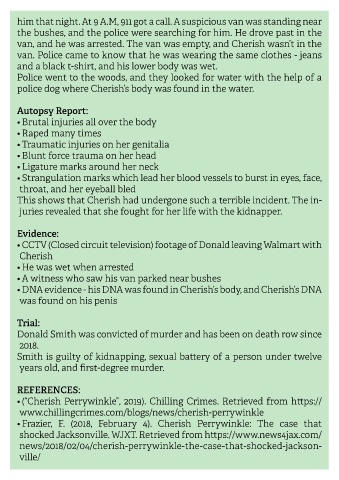 him that night. At 9 A.M, 911 got a call. A suspicious van was standing near
the bushes, and the police were searching for him. He drove past in the
van, and he was arrested. The van was empty, and Cherish wasn't in the
van. Police came to know that he was wearing the same clothes - jeans
and a black t-shirt, and his lower body was wet.
Police went to the woods, and they looked for water with the help of a
police dog where Cherish's body was found in the water.
Autopsy Report:
• Brutal injuries all over the body
• Raped many times
• Traumatic injuries on her genitalia
• Blunt force trauma on her head
• Ligature marks around her neck
• Strangulation marks which lead her blood vessels to burst in eyes, face,
throat, and her eyeball bled
This shows that Cherish had undergone such a terrible incident. The in-
juries revealed that she fought for her life with the kidnapper.
Evidence:
• CCTV (Closed circuit television) footage of Donald leaving Walmart with
Cherish
• He was wet when arrested
• A witness who saw his van parked near bushes
• DNA evidence - his DNA was found in Cherish's body, and Cherish's DNA
was found on his penis
Trial:
Donald Smith was convicted of murder and has been on death row since
2018.
Smith is guilty of kidnapping, sexual battery of a person under twelve
years old, and first-degree murder.
REFERENCES:
• ("Cherish Perrywinkle", 2019). Chilling Crimes. Retrieved from https://
www.chillingcrimes.com/blogs/news/cherish-perrywinkle
• Frazier, F. (2018, February 4). Cherish Perrywinkle: The case that
shocked Jacksonville. WJXT. Retrieved from https://www.news4jax.com/
news/2018/02/04/cherish-perrywinkle-the-case-that-shocked-jackson-
ville/